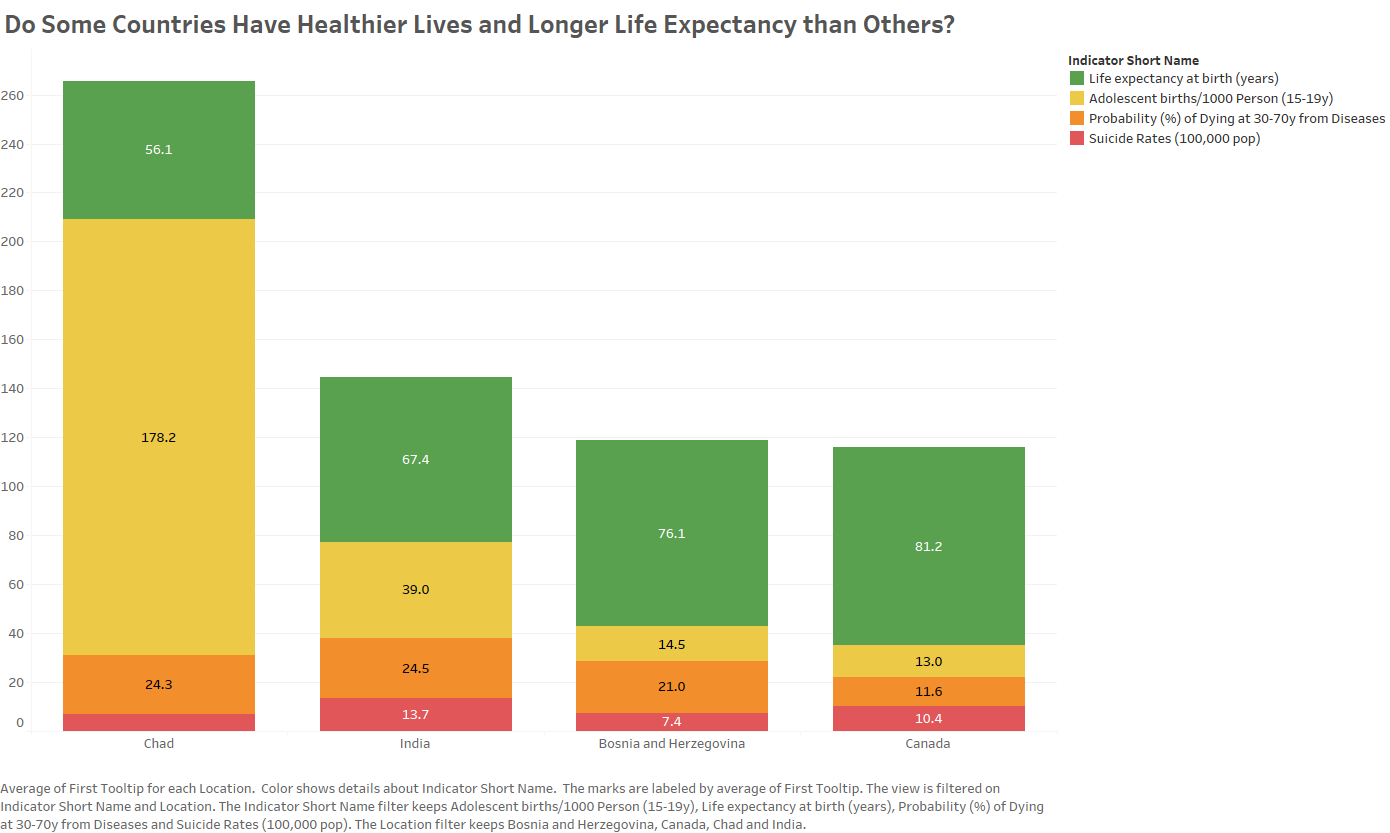 Do Some Countries Have Healthier Lives and Longer Life Expectancy than Others?
Indicator Short Name
Life expectancy at birth (years)
Adolescent births/1000 Person (15-19y)
Probability (%) of Dying at 30-70y from Diseases
Suicide Rates (100,000 pop)
260
240
220
200
180
160
140
120
100
80
60
40
20
0
56.1
178.2
24.3
67.4
39.0
24.5
13.7
76.1
14.5
21.0
7.4
81.2
13.0
11.6
10.4
Chad
India
Bosnia and Herzegovina
Canada
Average of First Tooltip for each Location.  Color shows details about Indicator Short Name.  The marks are labeled by average of First Tooltip. The view is filtered on
Indicator Short Name and Location. The Indicator Short Name filter keeps Adolescent births/1000 Person (15-19y), Life expectancy at birth (years), Probability (%) of Dying
at 30-70y from Diseases and Suicide Rates (100,000 pop). The Location filter keeps Bosnia and Herzegovina, Canada, Chad and India.